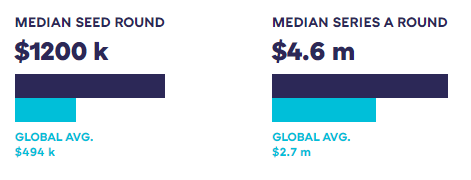 MEDIAN SEED ROUND
$1200 k
GLOBAL AVG.
$494 k
MEDIAN SERIES A ROUND
$4.6 m
GLOBAL AVG.
$2.7 m